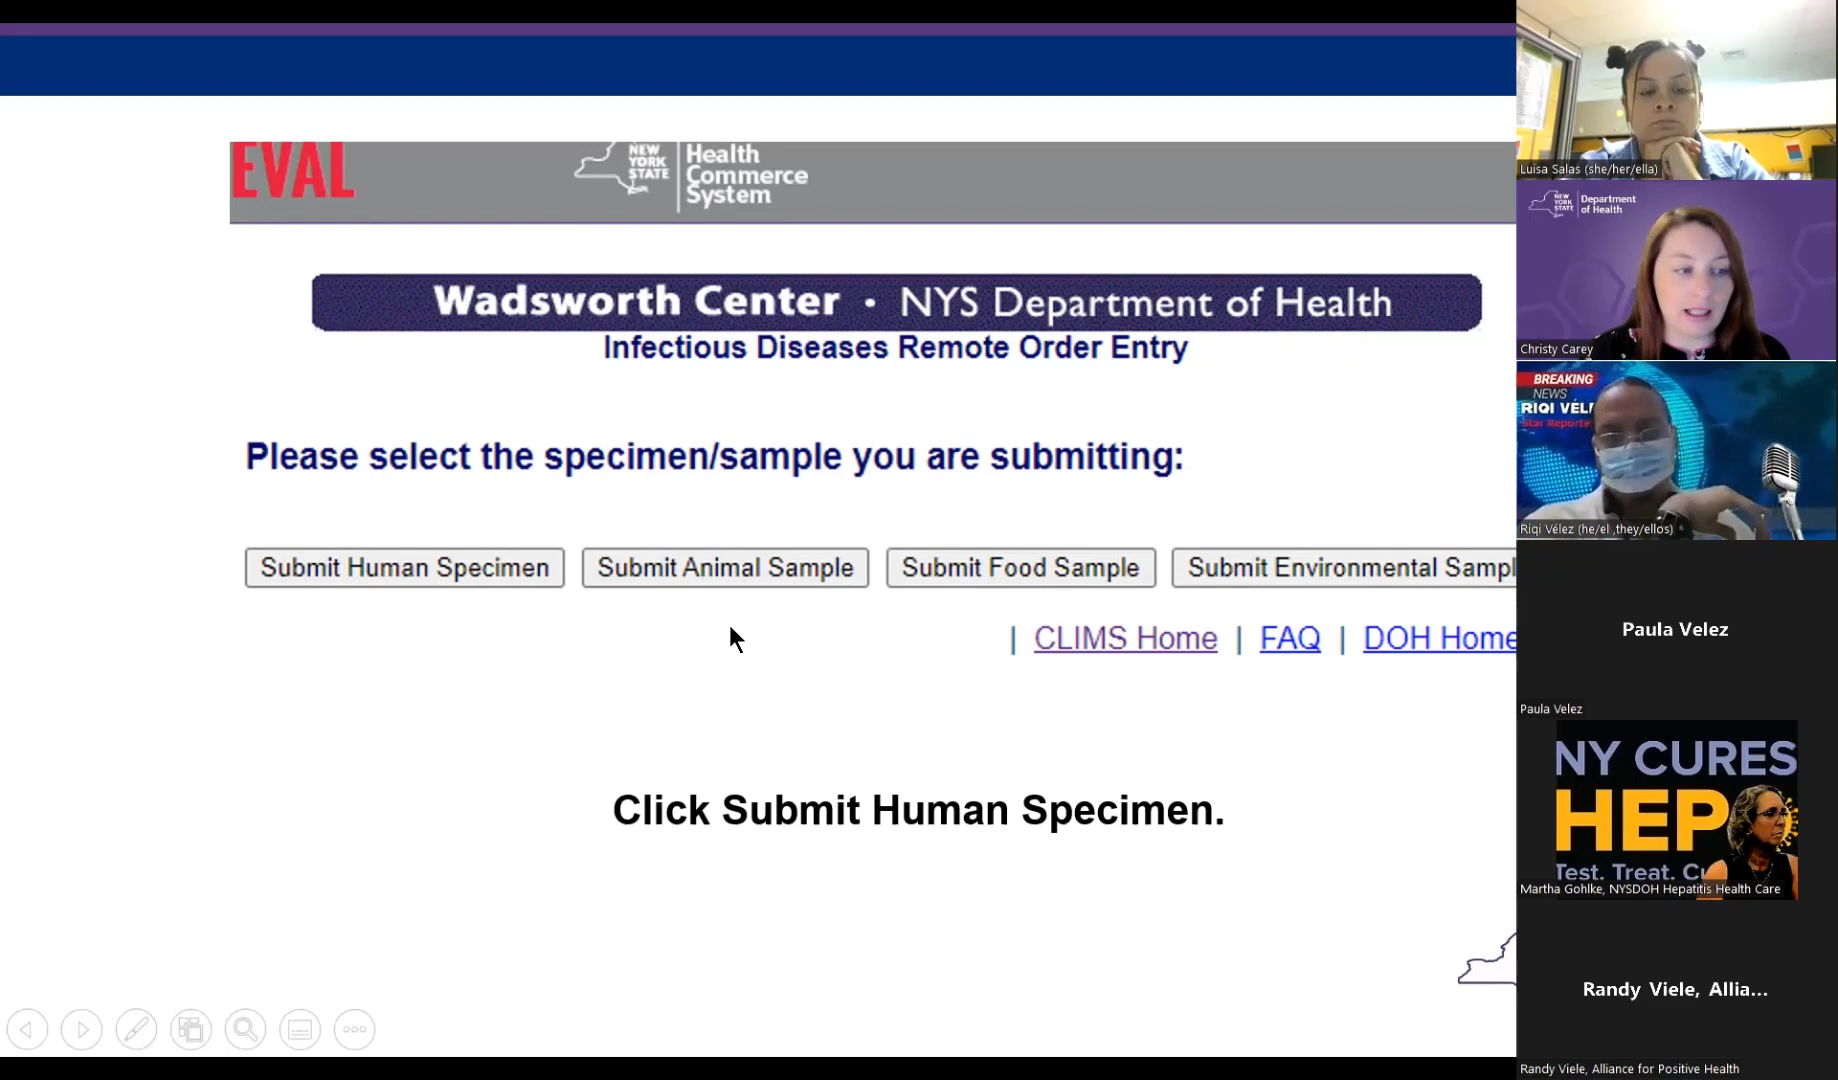 EVAL
NEW
YORK
STATE
Health
Commerce
System
Wadsworth Center · NYS Department of Health
Infectious Diseases Remote Order Entry
Please select the specimen/sample you are submitting:
Submit Human Specimen Submit Animal Sample Submit Food Sample Submit Environmental Sampl
| CLIMS Home | FAQ | DOH Home
Click Submit Human Specimen.
Luisa Salas (she/her/ella)
NEW
YORK
STATE
Department
of Health
Christy Carey
BREAKING
NEWS
RIQI VÉL
Star Reporte
Riqi Vélez (he/el ,they/ellos)
Paula Velez
Paula Velez
NY CURES
HEP
Test. Treat. Cu
Martha Gohlke, NYSDOH Hepatitis Health Care
Randy Viele, Allia...
Randy Viele, Alliance for Positive Health